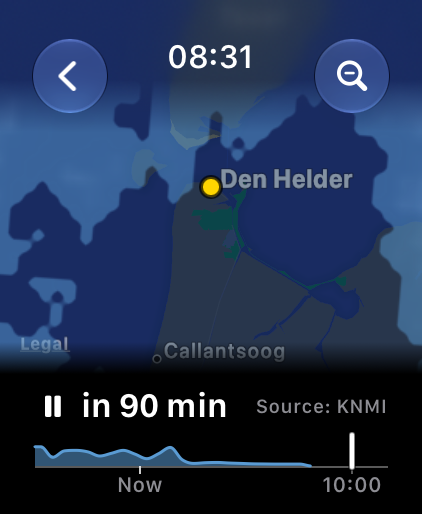 08:31
Den Helder
Legal
Callantsoog
in 90 min
Source: KNMI
Now
10:00